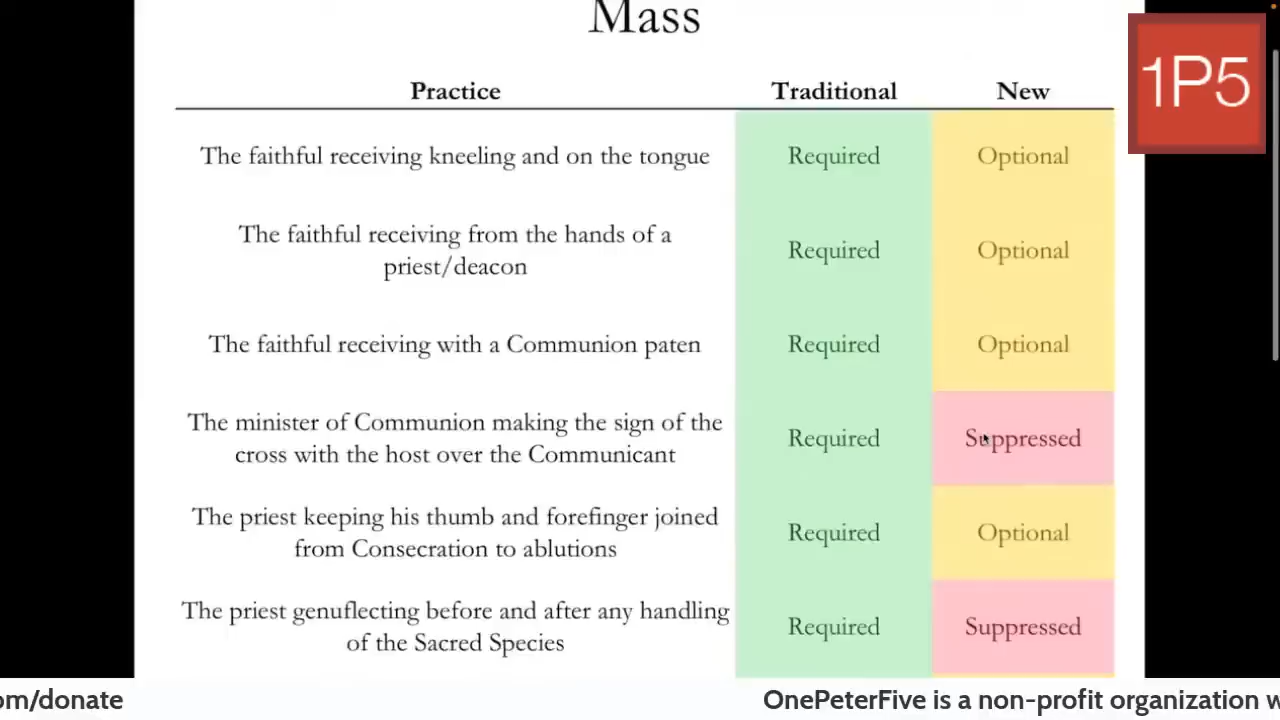 Mass
1P5
Practice Traditional New
The faithful receiving kneeling and on the tongue Required Optional
The faithful receiving from the hands of a
priest/deacon Required Optional
The faithful receiving with a Communion paten Required Optional
The minister of Communion making the sign of the
cross with the host over the Communicant Required Suppressed
The priest keeping his thumb and forefinger joined
from Consecration to ablutions Required Optional
The priest genuflecting before and after any handling
of the Sacred Species Required Suppressed
om/donate OnePeterFive is a non-profit organization w